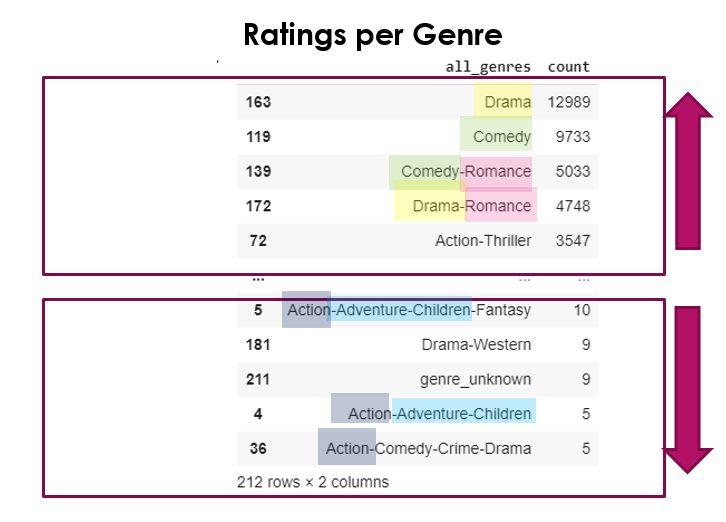 Ratings per Genre
all_genres count
163 Drama 12989
119 Comedy 9733
139 Comedy-Romance 5033
172 Drama-Romance 4748
72 Action-Thriller 3547
... ... ...
5 Action-Adventure-Children-Fantasy 10
181 Drama-Western 9
211 genre_unknown 9
4 Action-Adventure-Children 5
36 Action-Comedy-Crime-Drama 5
212 rows × 2 columns